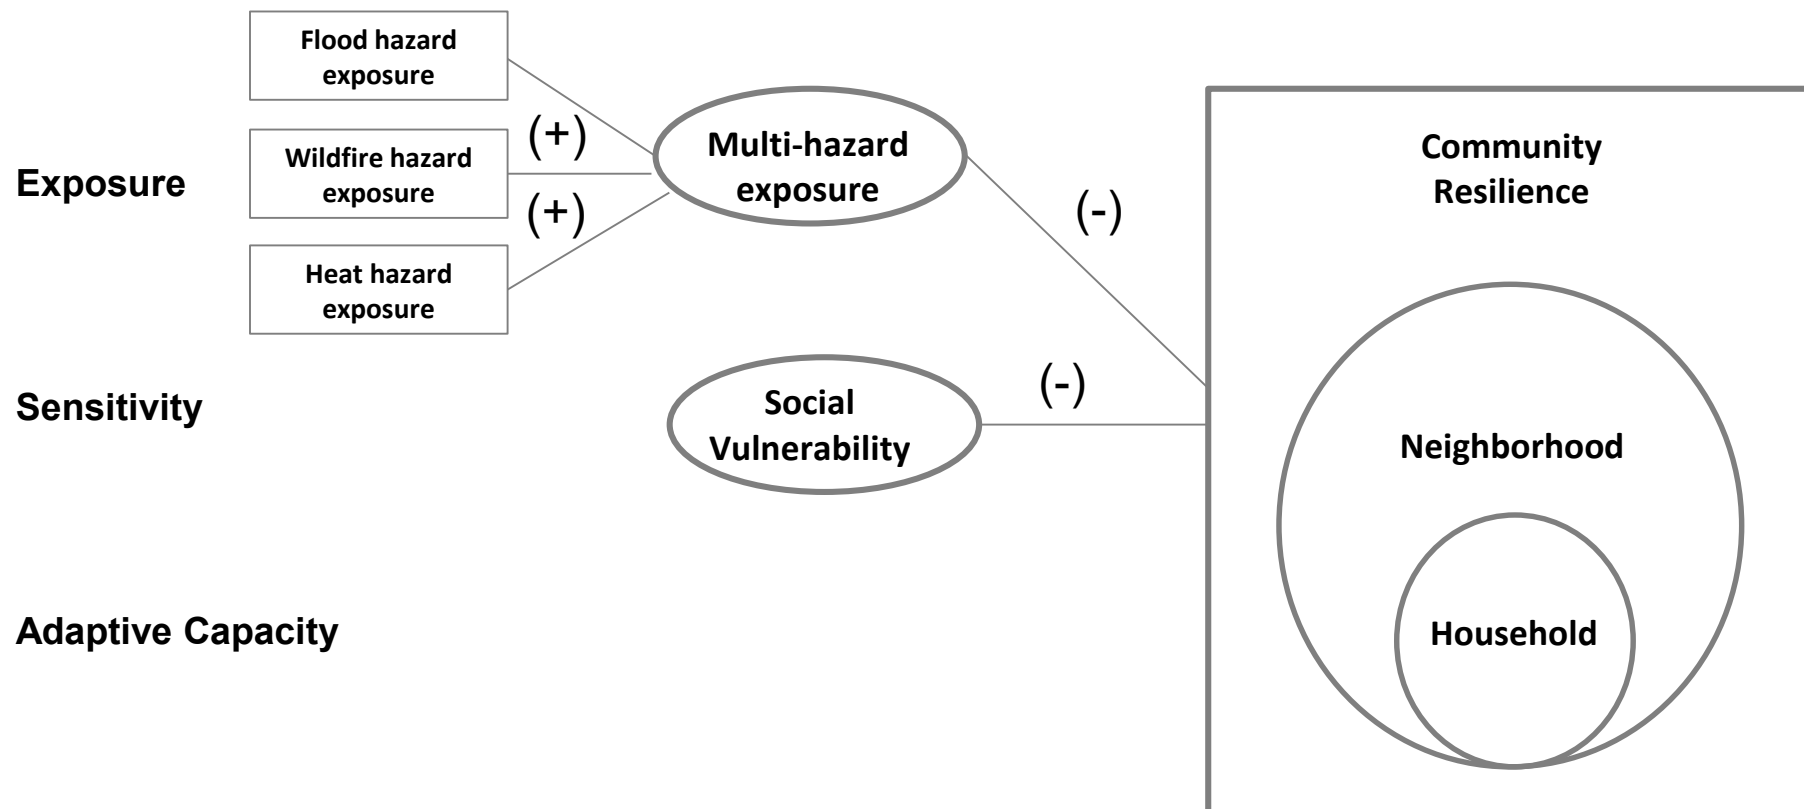 Flood hazard
exposure
(+)
Wildfire hazard
exposure
(+)
Heat hazard
exposure
Exposure
Multi-hazard
exposure
(-)
Community
Resilience
Sensitivity
Social
Vulnerability
(-)
Neighborhood
Adaptive Capacity
Household